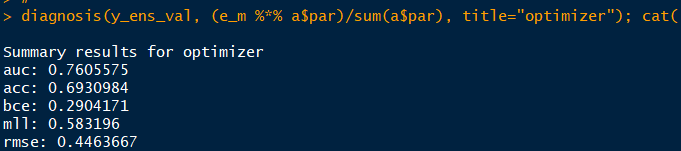 > diagnosis(y_ens_val, (e_m %*% a$par)/sum(a$par), title="optimizer"); cat(
Summary results for optimizer
auc: 0.7605575
acc: 0.6930984
bce: 0.2904171
mll: 0.583196
rmse: 0.4463667